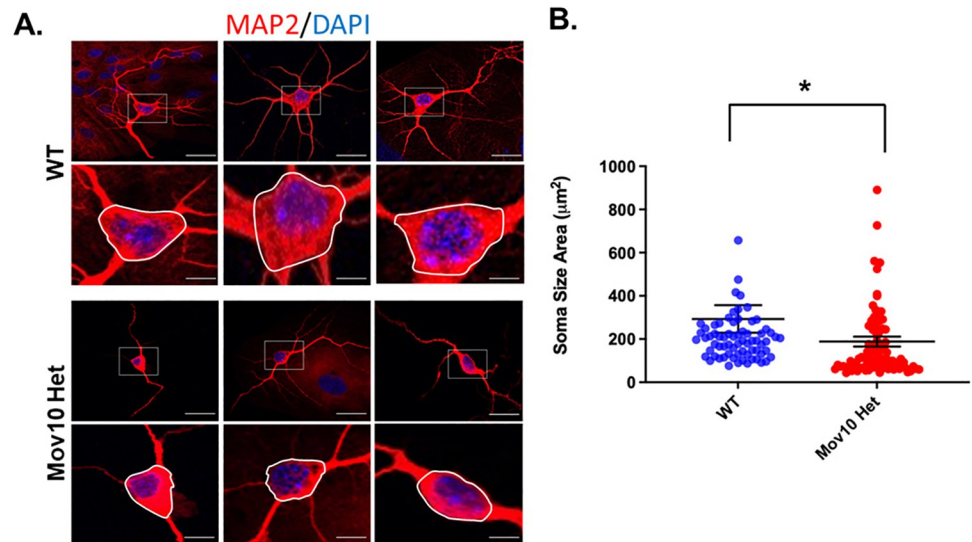 A.
MAP2/DAPI
WT
Mov10 Het
B.
*
Soma Size Area (μm²)
1000
800
600
400
200
0
WT
Mov10 Het